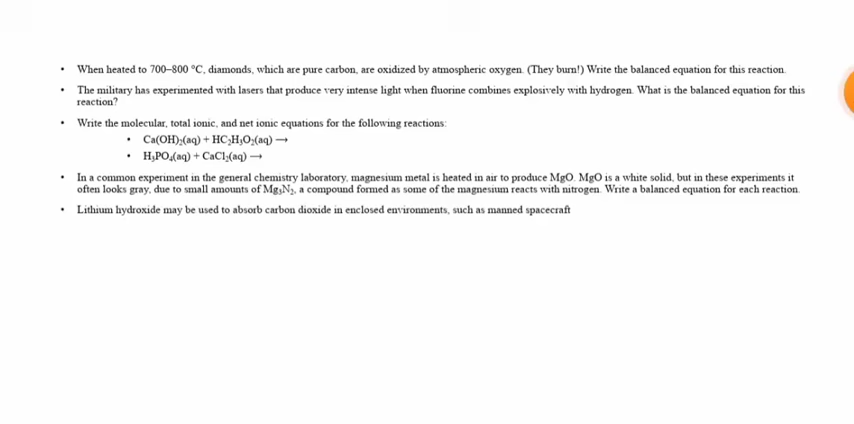 • When heated to 700–800 °C, diamonds, which are pure carbon, are oxidized by atmospheric oxygen. (They burn!) Write the balanced equation for this reaction.
• The military has experimented with lasers that produce very intense light when fluorine combines explosively with hydrogen. What is the balanced equation for this
reaction?
• Write the molecular, total ionic, and net ionic equations for the following reactions:
• Ca(OH)₂(aq) + HC₂H₃O₂(aq) →
• H₃PO₄(aq) + CaCl₂(aq) →
• In a common experiment in the general chemistry laboratory, magnesium metal is heated in air to produce MgO. MgO is a white solid, but in these experiments it
often looks gray, due to small amounts of Mg₃N₂, a compound formed as some of the magnesium reacts with nitrogen. Write a balanced equation for each reaction.
• Lithium hydroxide may be used to absorb carbon dioxide in enclosed environments, such as manned spacecraft